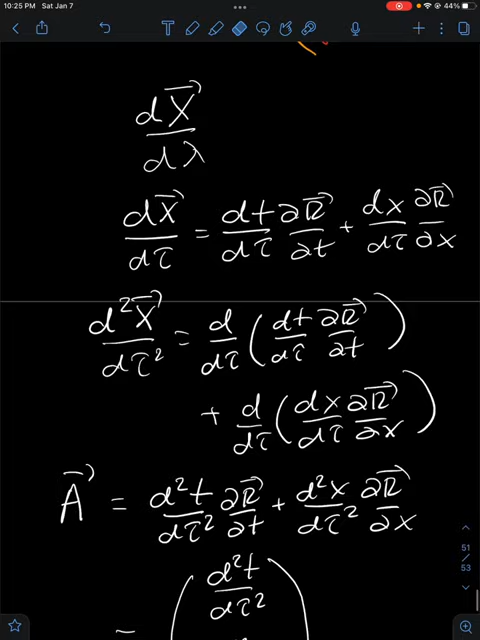 10:25 PM Sat Jan 7
44%
dX⃗/dλ
dX⃗/dτ = dt/dτ ∂R⃗/∂t + dx/dτ ∂R⃗/∂x
d²X⃗/dτ² = d/dτ (dt/dτ ∂R⃗/∂t)
+ d/dτ (dx/dτ ∂R⃗/∂x)
A⃗ = d²t/dτ² ∂R⃗/∂t + d²x/dτ² ∂R⃗/∂x
= (d²t/dτ²)
51
/
53